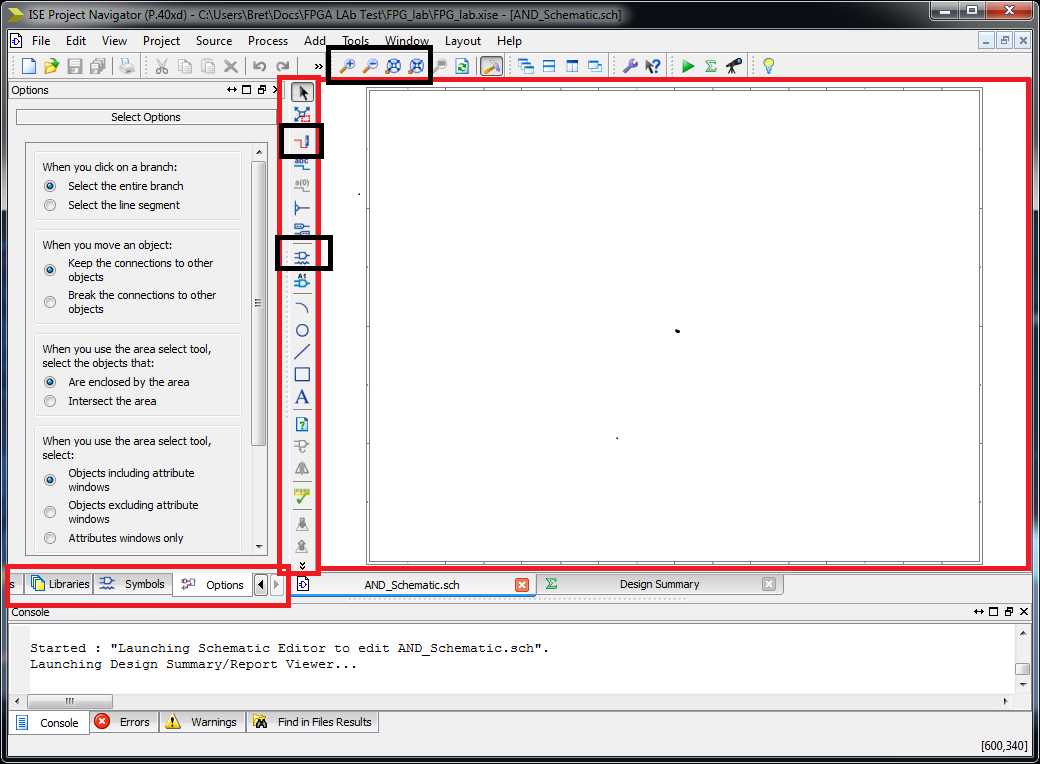 ISE Project Navigator (P.40xd) - C:\Users\Bret\Docs\FPGA LAb Test\FPG_lab\FPG_lab.xise - [AND_Schematic.sch]
File Edit View Project Source Process Add Tools Window Layout Help
»
Options
Select Options
When you click on a branch:
Select the entire branch
Select the line segment
When you move an object:
Keep the connections to other
objects
Break the connections to other
objects
When you use the area select tool,
select the objects that:
Are enclosed by the area
Intersect the area
When you use the area select tool,
select:
Objects including attribute
windows
Objects excluding attribute
windows
Attributes windows only
abc
a(0)
A1
A
?
s Libraries Symbols Options
AND_Schematic.sch Design Summary
Console
Started : "Launching Schematic Editor to edit AND_Schematic.sch".
Launching Design Summary/Report Viewer...
Console Errors Warnings Find in Files Results
[600,340]